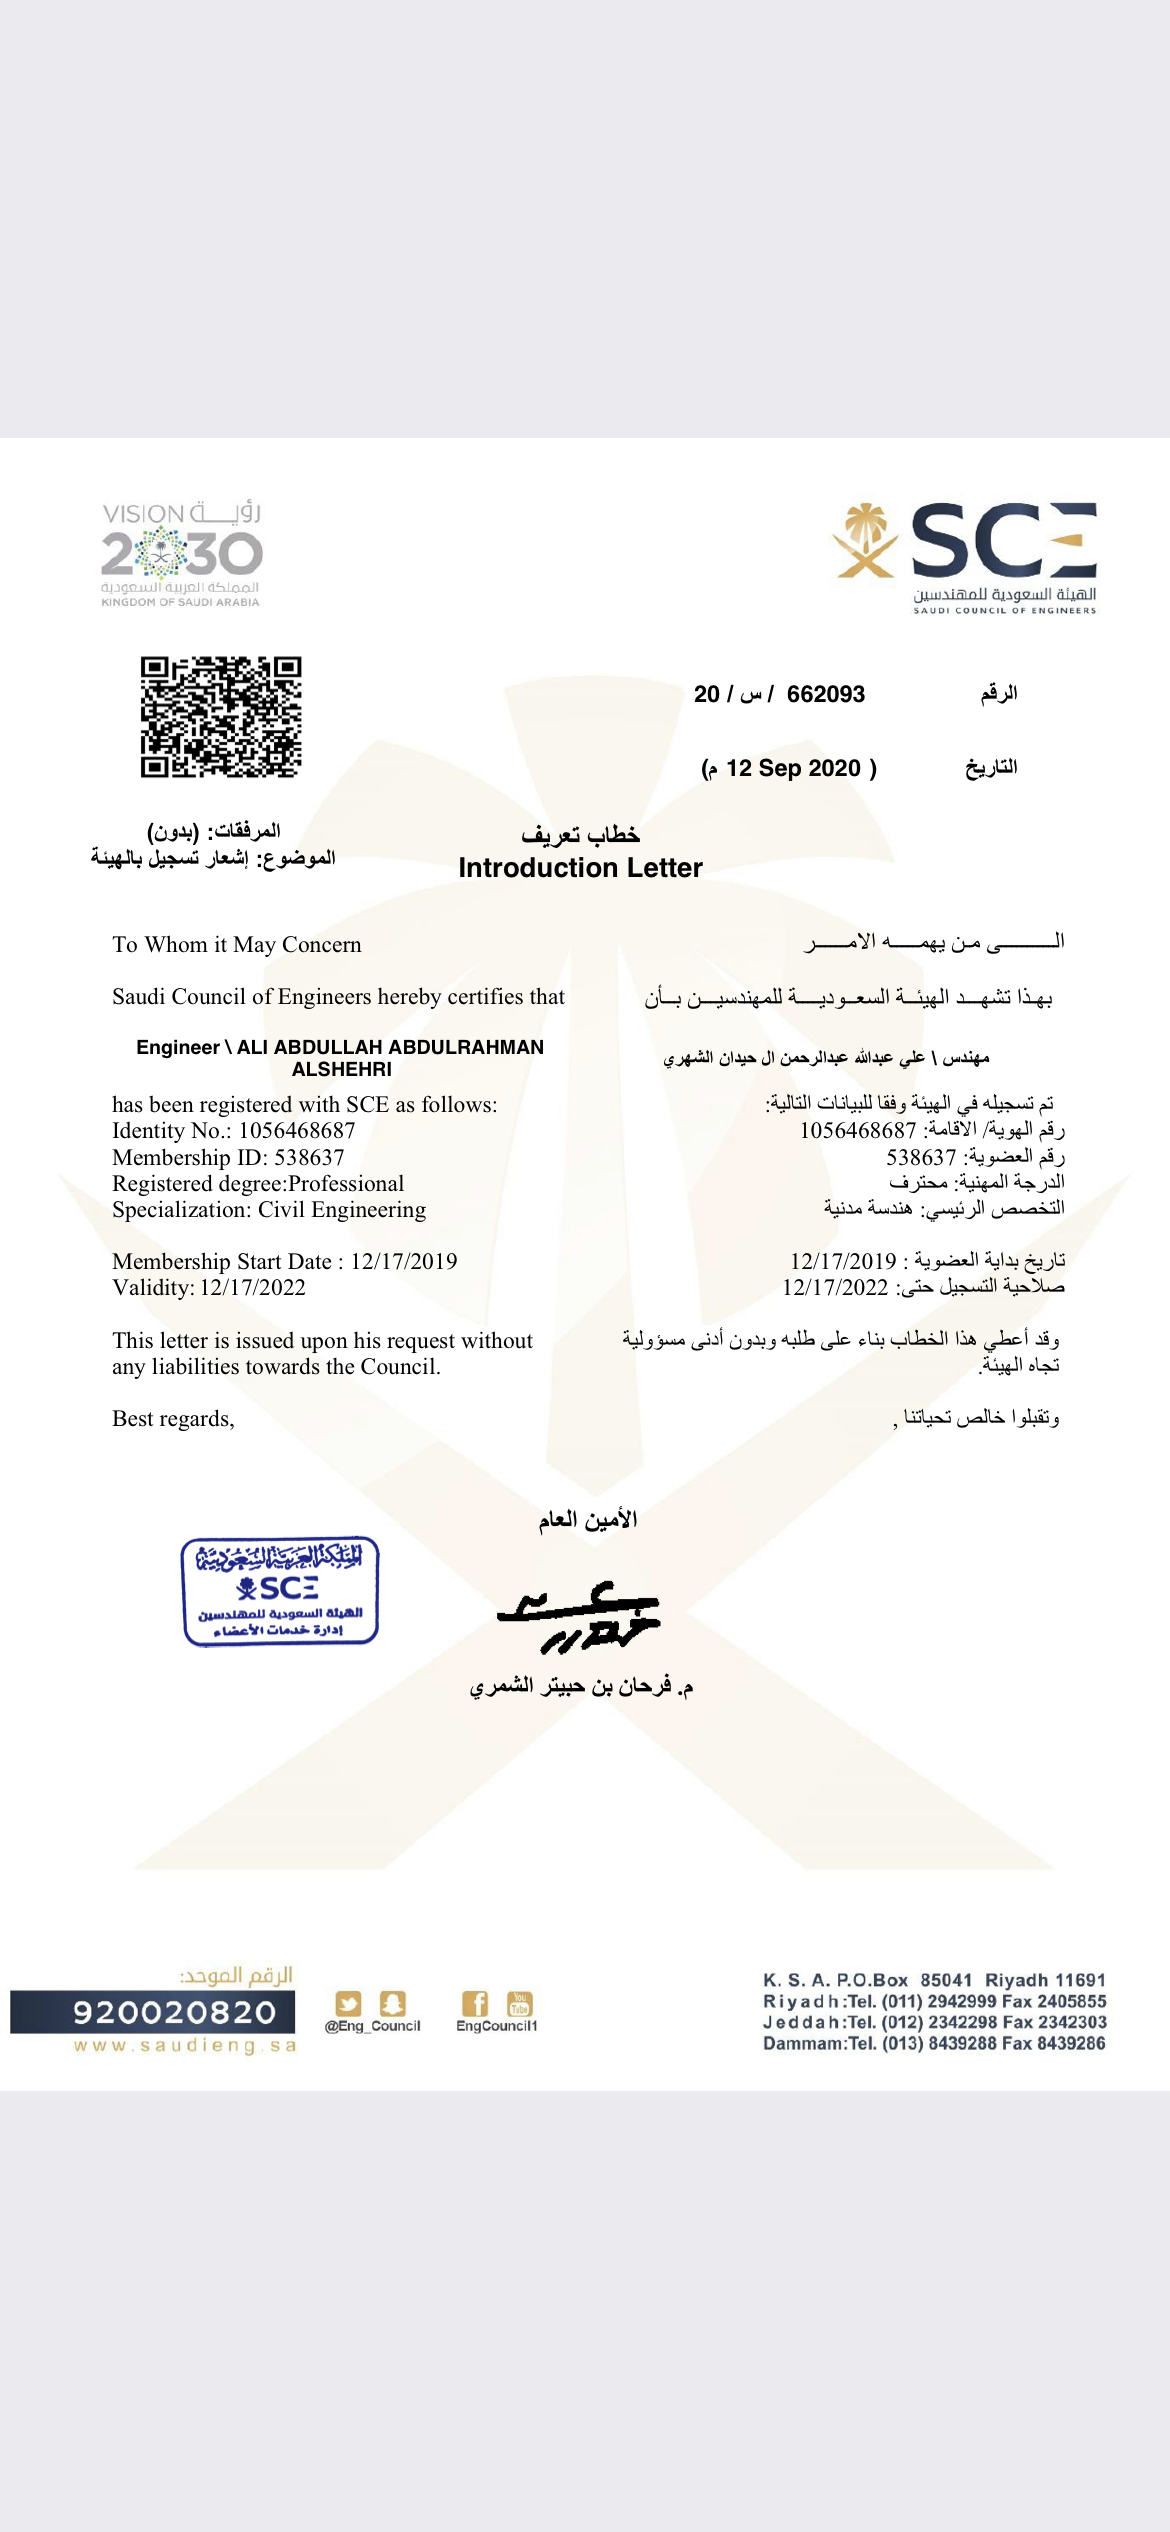 VISION رؤيـــة
2030
المملكة العربية السعودية
KINGDOM OF SAUDI ARABIA
SCE
الهيئة السعودية للمهندسين
SAUDI COUNCIL OF ENGINEERS
الرقم 662093 / س / 20
التاريخ ( 12 Sep 2020 م)
المرفقات: (بدون)
الموضوع: إشعار تسجيل بالهيئة
خطاب تعريف
Introduction Letter
To Whom it May Concern
الـــــــــى مـن يهمـــــه الامـــــر
Saudi Council of Engineers hereby certifies that
بهـذا تشهـــد الهيئــة السعــوديــــة للمهندسيـــن بـــأن
Engineer \ ALI ABDULLAH ABDULRAHMAN
ALSHEHRI
مهندس \ علي عبدالله عبدالرحمن ال حيدان الشهري
has been registered with SCE as follows:
تم تسجيله في الهيئة وفقا للبيانات التالية:
Identity No.: 1056468687
رقم الهوية/ الاقامة: 1056468687
Membership ID: 538637
رقم العضوية: 538637
Registered degree:Professional
الدرجة المهنية: محترف
Specialization: Civil Engineering
التخصص الرئيسي: هندسة مدنية
Membership Start Date : 12/17/2019
تاريخ بداية العضوية : 12/17/2019
Validity: 12/17/2022
صلاحية التسجيل حتى: 12/17/2022
This letter is issued upon his request without
any liabilities towards the Council.
وقد أعطي هذا الخطاب بناء على طلبه وبدون أدنى مسؤولية
تجاه الهيئة.
Best regards,
وتقبلوا خالص تحياتنا ,
الأمين العام
المملكة العربية السعودية
SCE
الهيئة السعودية للمهندسين
إدارة خدمات الأعضاء
م. فرحان بن حبيتر الشمري
الرقم الموحد:
920020820
www.saudieng.sa
@Eng_Council
You Tube
EngCouncil1
K. S. A. P.O.Box 85041 Riyadh 11691
Riyadh:Tel. (011) 2942999 Fax 2405855
Jeddah:Tel. (012) 2342298 Fax 2342303
Dammam:Tel. (013) 8439288 Fax 8439286